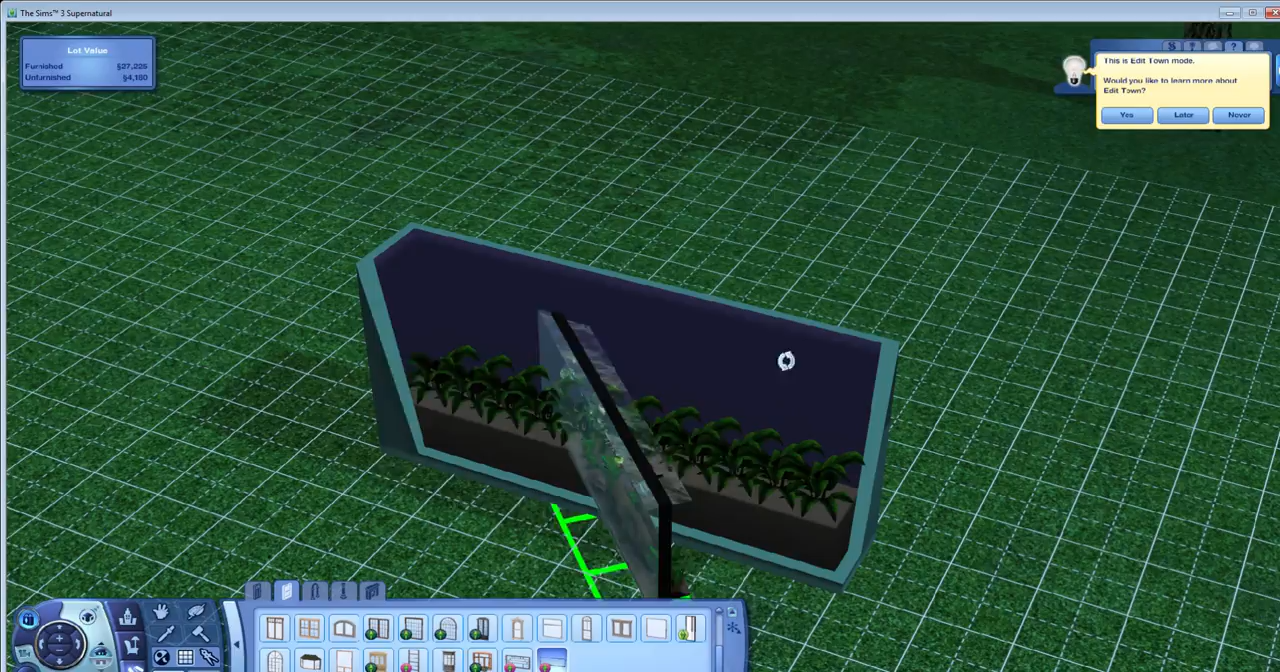 The Sims™ 3 Supernatural
Lot Value
Furnished §27,225
Unfurnished §4,180
This is Edit Town mode.
Would you like to learn more about
Edit Town?
Yes Later Never